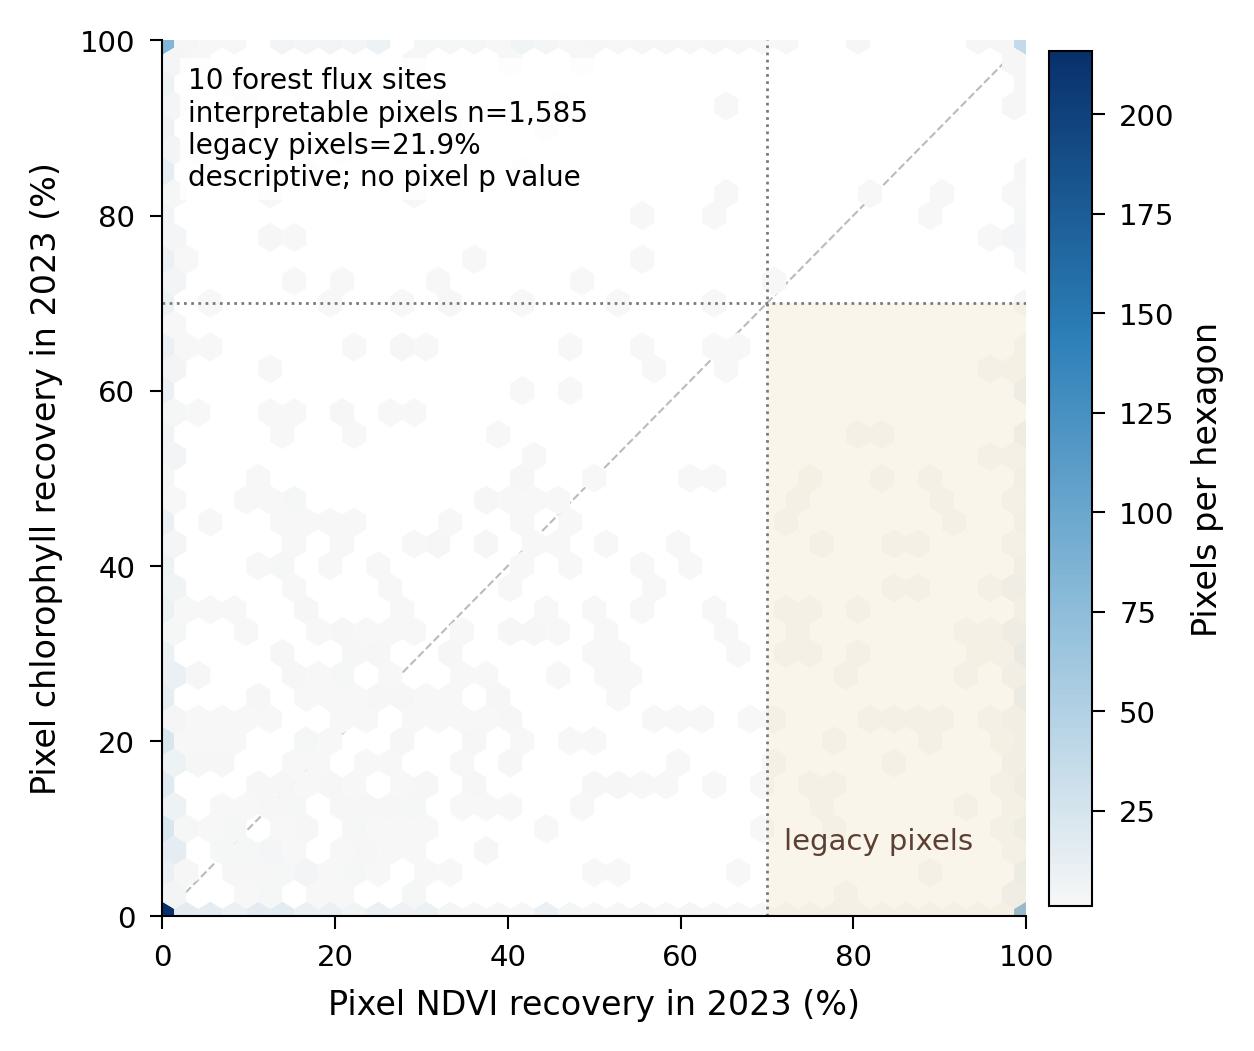 10 forest flux sites
interpretable pixels n=1,585
legacy pixels=21.9%
descriptive; no pixel p value
legacy pixels
100
80
60
40
20
0
Pixel chlorophyll recovery in 2023 (%)
0 20 40 60 80 100
Pixel NDVI recovery in 2023 (%)
200
175
150
125
100
75
50
25
Pixels per hexagon